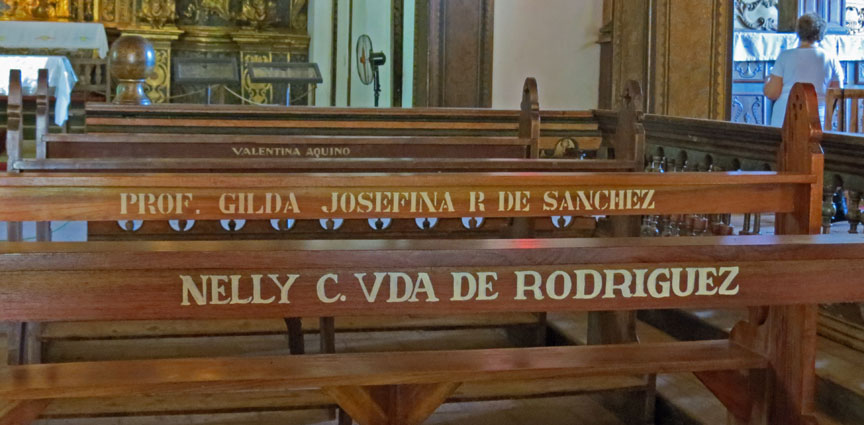 VALENTINA AQUINO
PROF. GILDA JOSEFINA R DE SANCHEZ
NELLY C. VDA DE RODRIGUEZ